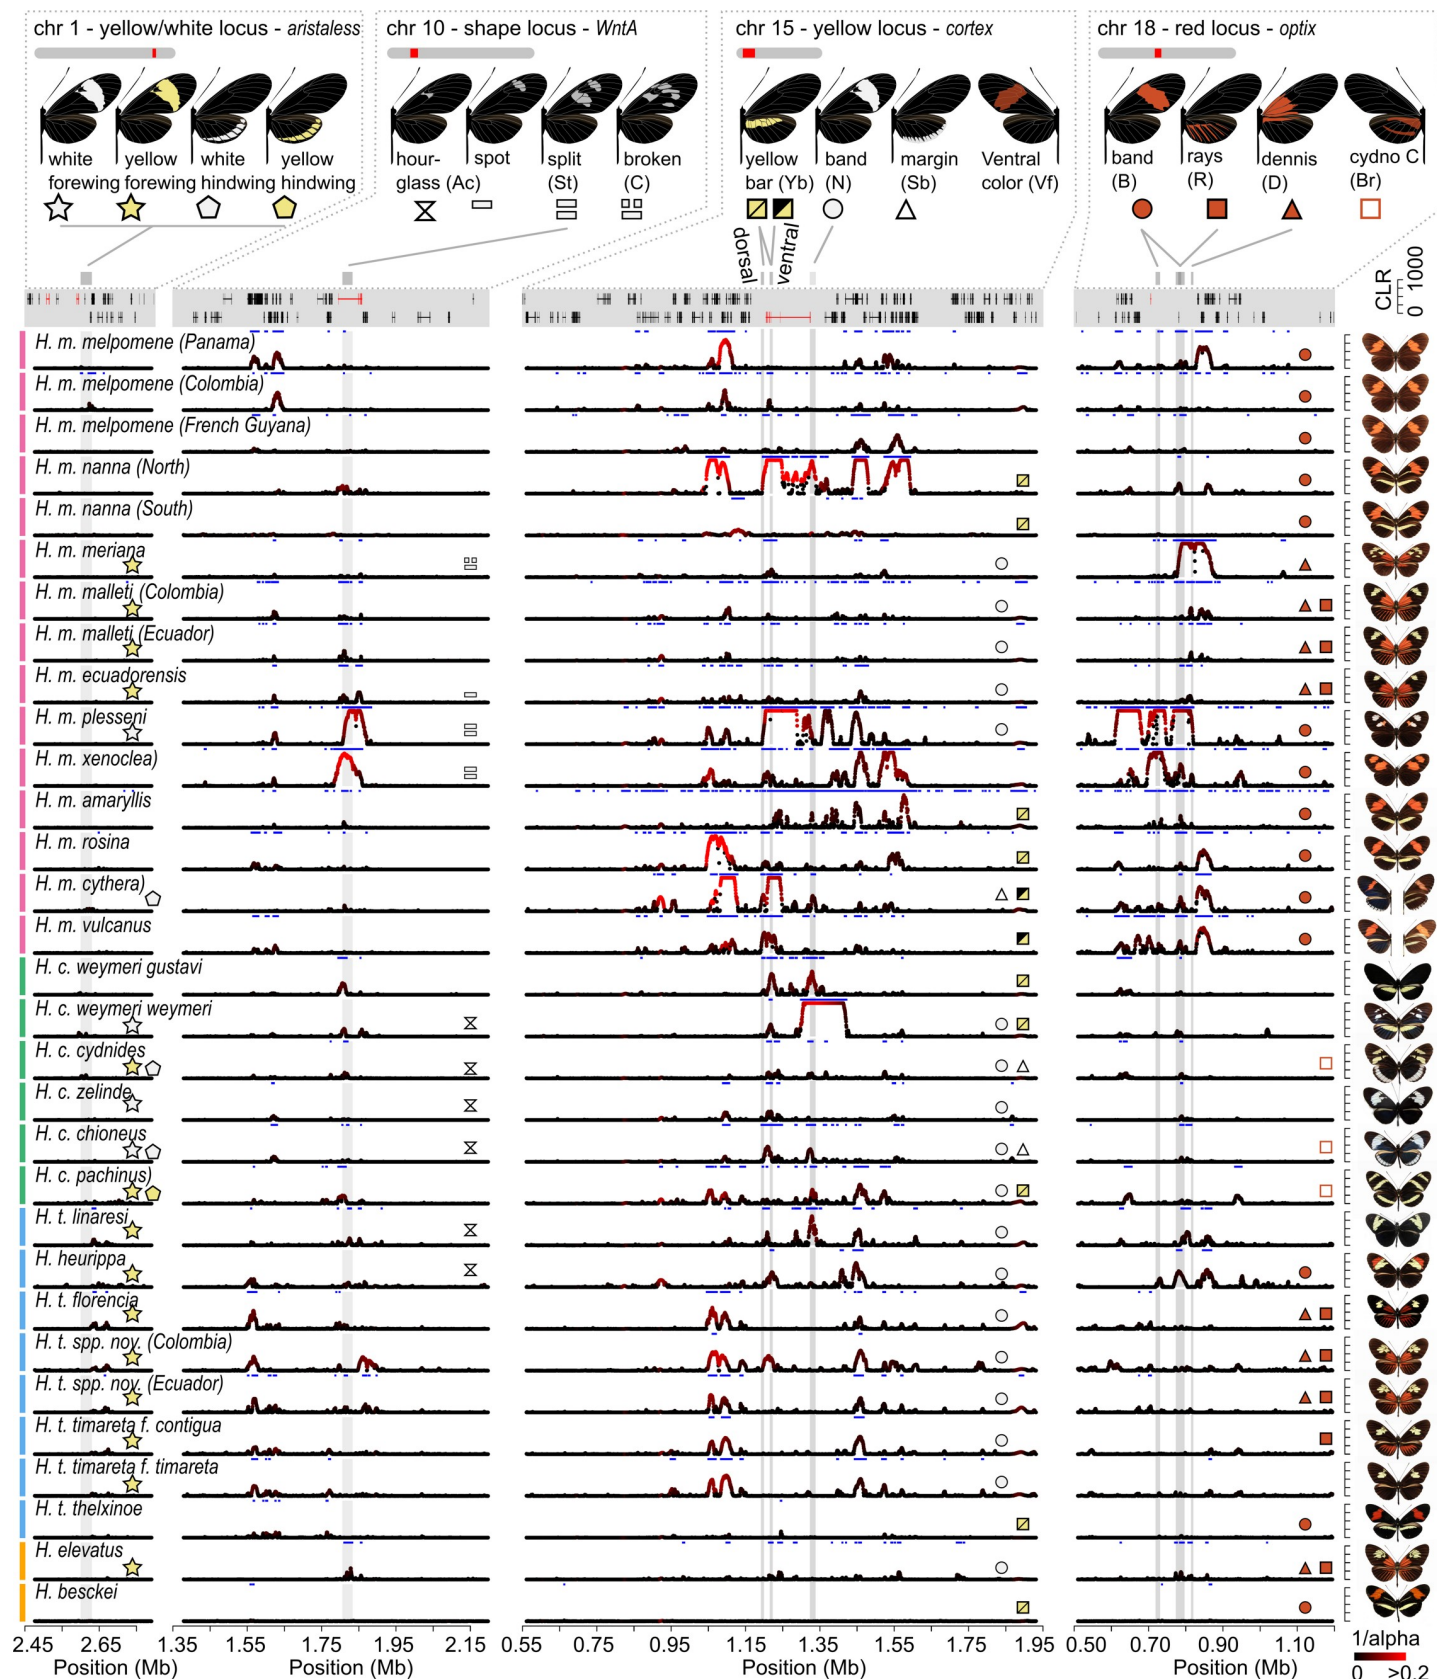 chr 1 - yellow/white locus - aristaless
chr 10 - shape locus - WntA
chr 15 - yellow locus - cortex
chr 18 - red locus - optix
white forewing
yellow forewing
white hindwing
yellow hindwing
hour-glass (Ac)
spot
split (St)
broken (C)
yellow bar (Yb)
band (N)
margin (Sb)
Ventral color (Vf)
band (B)
rays (R)
dennis (D)
cydno C (Br)
dorsal
ventral
CLR
0 1000
H. m. melpomene (Panama)
H. m. melpomene (Colombia)
H. m. melpomene (French Guyana)
H. m. nanna (North)
H. m. nanna (South)
H. m. meriana
H. m. malleti (Colombia)
H. m. malleti (Ecuador)
H. m. ecuadorensis
H. m. plesseni
H. m. xenoclea)
H. m. amaryllis
H. m. rosina
H. m. cythera)
H. m. vulcanus
H. c. weymeri gustavi
H. c. weymeri weymeri
H. c. cydnides
H. c. zelinde
H. c. chioneus
H. c. pachinus)
H. t. linaresi
H. heurippa
H. t. florencia
H. t. spp. nov. (Colombia)
H. t. spp. nov. (Ecuador)
H. t. timareta f. contigua
H. t. timareta f. timareta
H. t. thelxinoe
H. elevatus
H. besckei
2.45 2.65 1.35 1.55 1.75 1.95 2.15 0.55 0.75 0.95 1.15 1.35 1.55 1.75 1.95 0.50 0.70 0.90 1.10
Position (Mb) Position (Mb) Position (Mb) Position (Mb)
1/alpha
0 >0.2